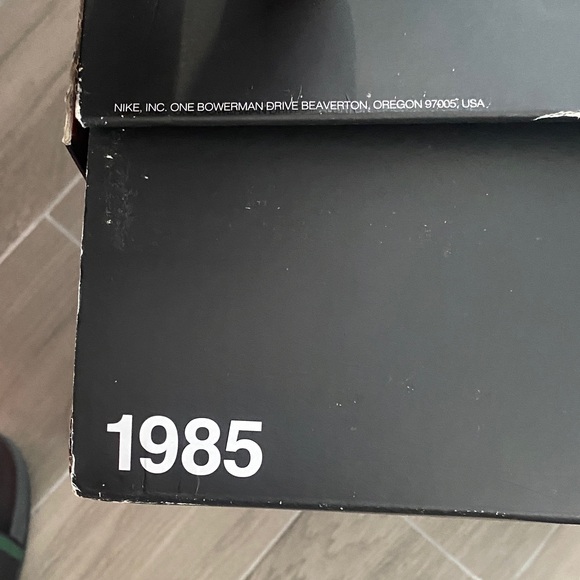 NIKE, INC. ONE BOWERMAN DRIVE BEAVERTON, OREGON 97005, USA
1985